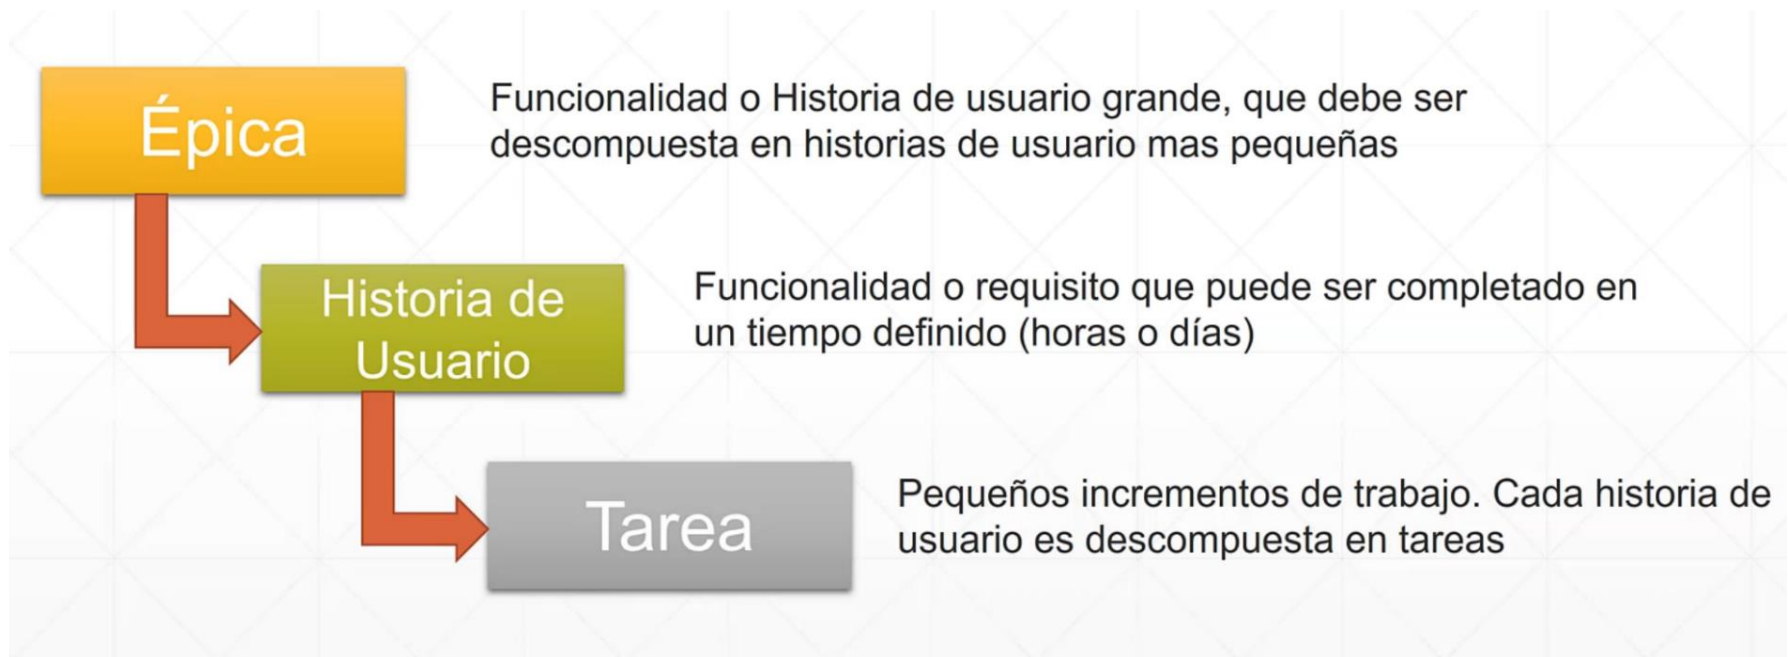 Épica
Funcionalidad o Historia de usuario grande, que debe ser
descompuesta en historias de usuario mas pequeñas
Historia de
Usuario
Funcionalidad o requisito que puede ser completado en
un tiempo definido (horas o días)
Tarea
Pequeños incrementos de trabajo. Cada historia de
usuario es descompuesta en tareas